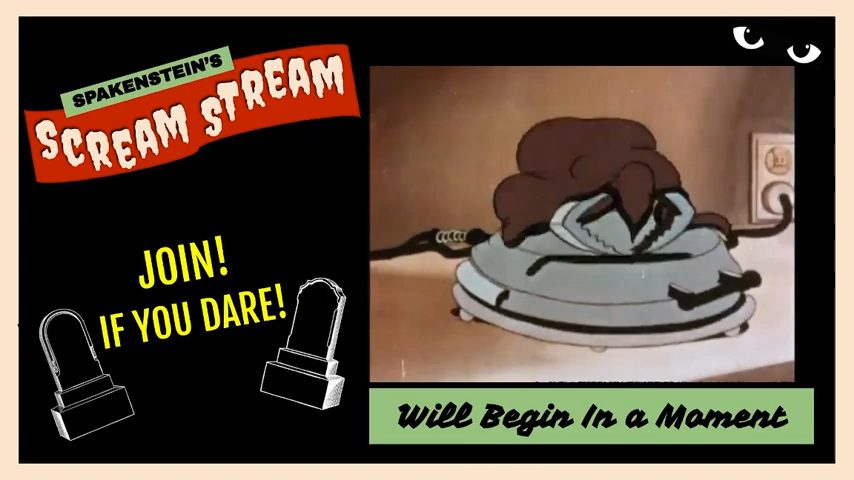 SPAKENSTEIN'S
SCREAM STREAM
JOIN!
IF YOU DARE!
Will Begin In a Moment